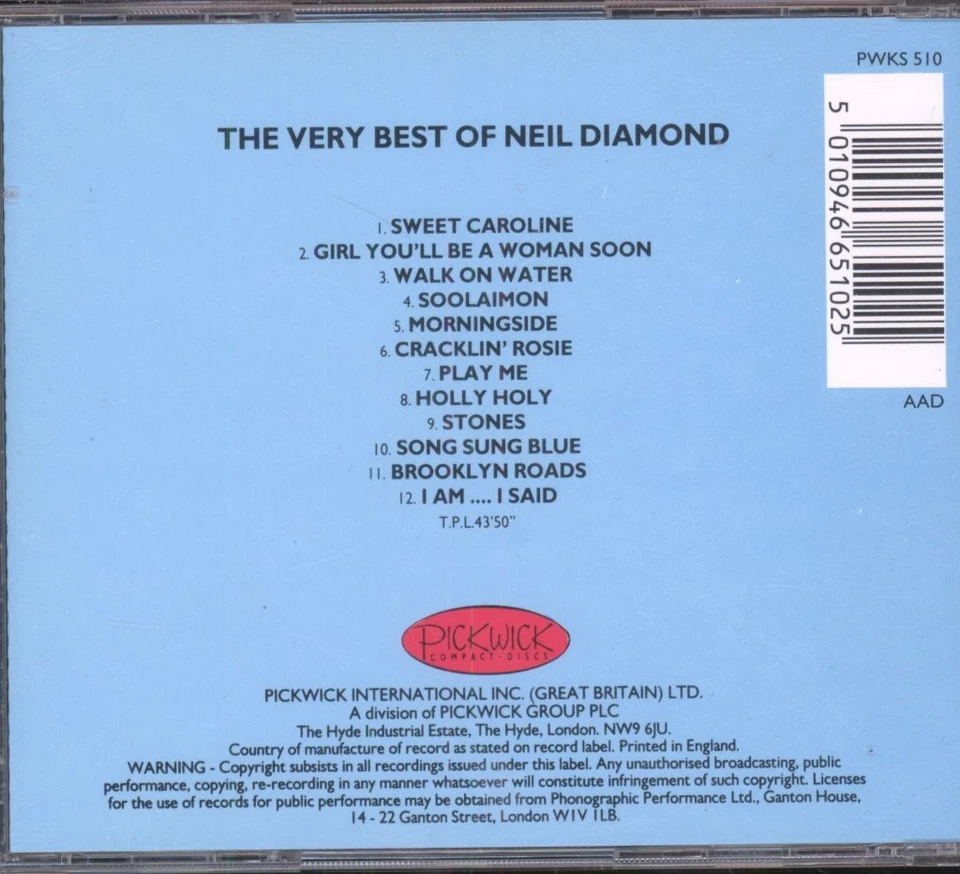 PWKS 510
5 010946 651025
AAD
THE VERY BEST OF NEIL DIAMOND
1. SWEET CAROLINE
2. GIRL YOU'LL BE A WOMAN SOON
3. WALK ON WATER
4. SOOLAIMON
5. MORNINGSIDE
6. CRACKLIN' ROSIE
7. PLAY ME
8. HOLLY HOLY
9. STONES
10. SONG SUNG BLUE
11. BROOKLYN ROADS
12. I AM .... I SAID
T.P.L.43'50"
PICKWICK
COMPACT-DISCS
PICKWICK INTERNATIONAL INC. (GREAT BRITAIN) LTD.
A division of PICKWICK GROUP PLC
The Hyde Industrial Estate, The Hyde, London. NW9 6JU.
Country of manufacture of record as stated on record label. Printed in England.
WARNING - Copyright subsists in all recordings issued under this label. Any unauthorised broadcasting, public
performance, copying, re-recording in any manner whatsoever will constitute infringement of such copyright. Licenses
for the use of records for public performance may be obtained from Phonographic Performance Ltd., Ganton House,
14 - 22 Ganton Street, London W1V 1LB.